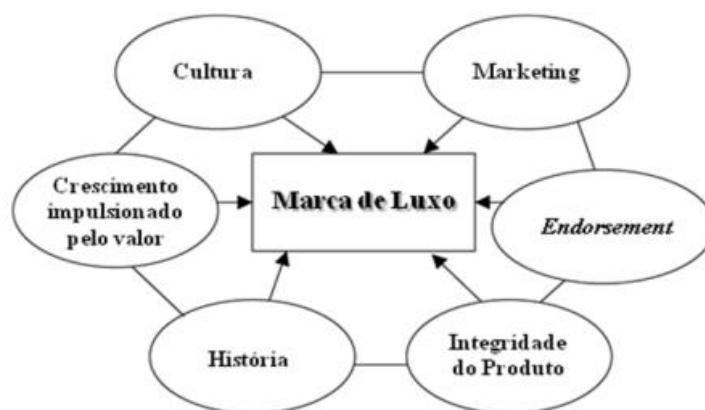 Cultura
Marketing
Crescimento
impulsionado
pelo valor
Marca de Luxo
Endorsement
História
Integridade
do Produto